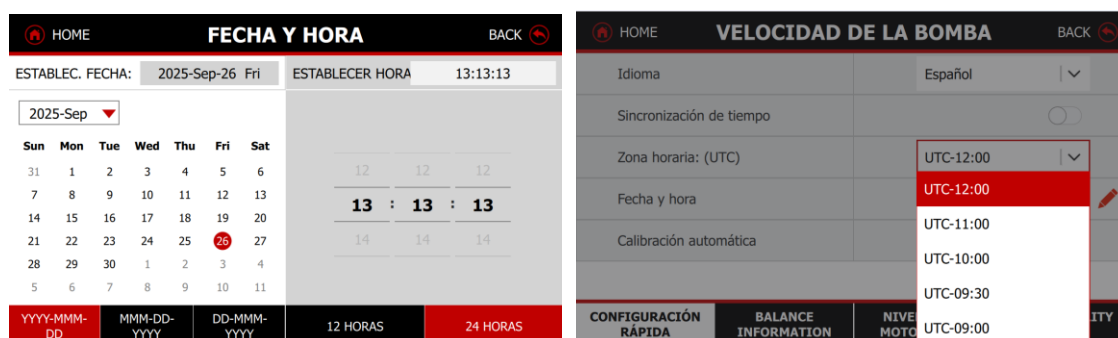 HOME FECHA Y HORA BACK
ESTABLEC. FECHA: 2025-Sep-26 Fri ESTABLECER HORA 13:13:13
2025-Sep
Sun Mon Tue Wed Thu Fri Sat
31 1 2 3 4 5 6
7 8 9 10 11 12 13
14 15 16 17 18 19 20
21 22 23 24 25 26 27
28 29 30 1 2 3 4
5 6 7 8 9 10 11
12 12 12
13 : 13 : 13
14 14 14
YYYY-MMM-
DD
MMM-DD-
YYYY
DD-MMM-
YYYY
12 HORAS
24 HORAS
HOME VELOCIDAD DE LA BOMBA BACK
Idioma Español
Sincronización de tiempo
Zona horaria: (UTC) UTC-12:00
Fecha y hora
Calibración automática
UTC-12:00
UTC-11:00
UTC-10:00
UTC-09:30
UTC-09:00
CONFIGURACIÓN
RÁPIDA
BALANCE
INFORMATION
NIVE
MOTO
ITY